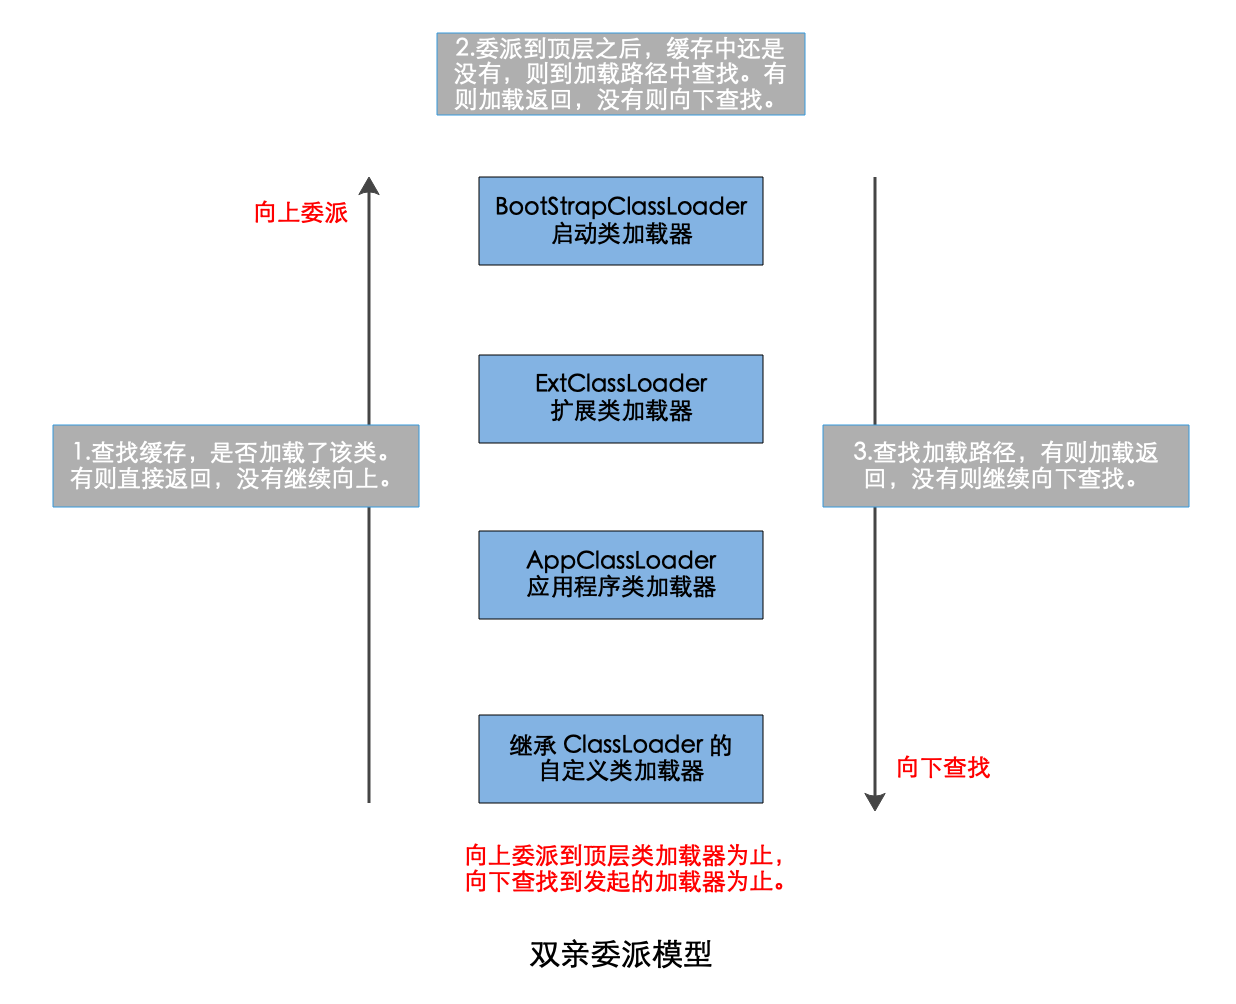 2.委派到顶层之后，缓存中还是
没有，则到加载路径中查找。有
则加载返回，没有则向下查找。
向上委派
BootStrapClassLoader
启动类加载器
ExtClassLoader
扩展类加载器
1.查找缓存，是否加载了该类。
有则直接返回，没有继续向上。
3.查找加载路径，有则加载返
回，没有则继续向下查找。
AppClassLoader
应用程序类加载器
继承 ClassLoader 的
自定义类加载器
向下查找
向上委派到顶层类加载器为止，
向下查找到发起的加载器为止。
双亲委派模型